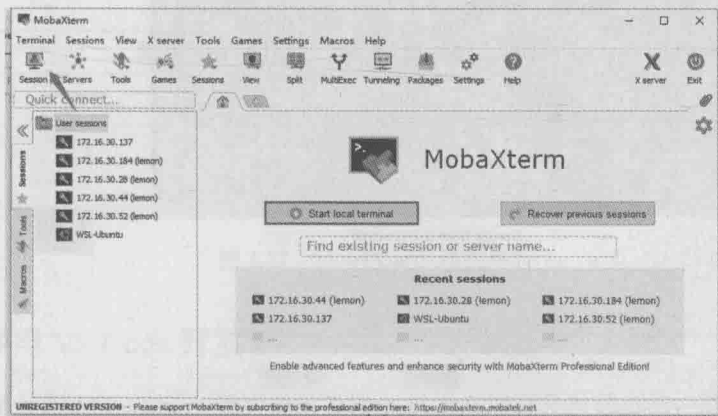 MobaXterm
Terminal Sessions View X server Tools Games Settings Macros Help
Session Servers Tools Games Sessions View Split MultiExec Tunneling Packages Settings Help X server Exit
Quick connect...
User sessions
172.16.30.137
172.16.30.184 (lemon)
172.16.30.28 (lemon)
172.16.30.44 (lemon)
172.16.30.52 (lemon)
WSL-Ubuntu
Sessions
Tools
Macros
MobaXterm
Start local terminal
Recover previous sessions
Find existing session or server name...
Recent sessions
172.16.30.44 (lemon) 172.16.30.28 (lemon) 172.16.30.184 (lemon)
172.16.30.137 WSL-Ubuntu 172.16.30.52 (lemon)
... ... ...
Enable advanced features and enhance security with MobaXterm Professional Edition!
UNREGISTERED VERSION - Please support MobaXterm by subscribing to the professional edition here: https://mobaxterm.mobatek.net